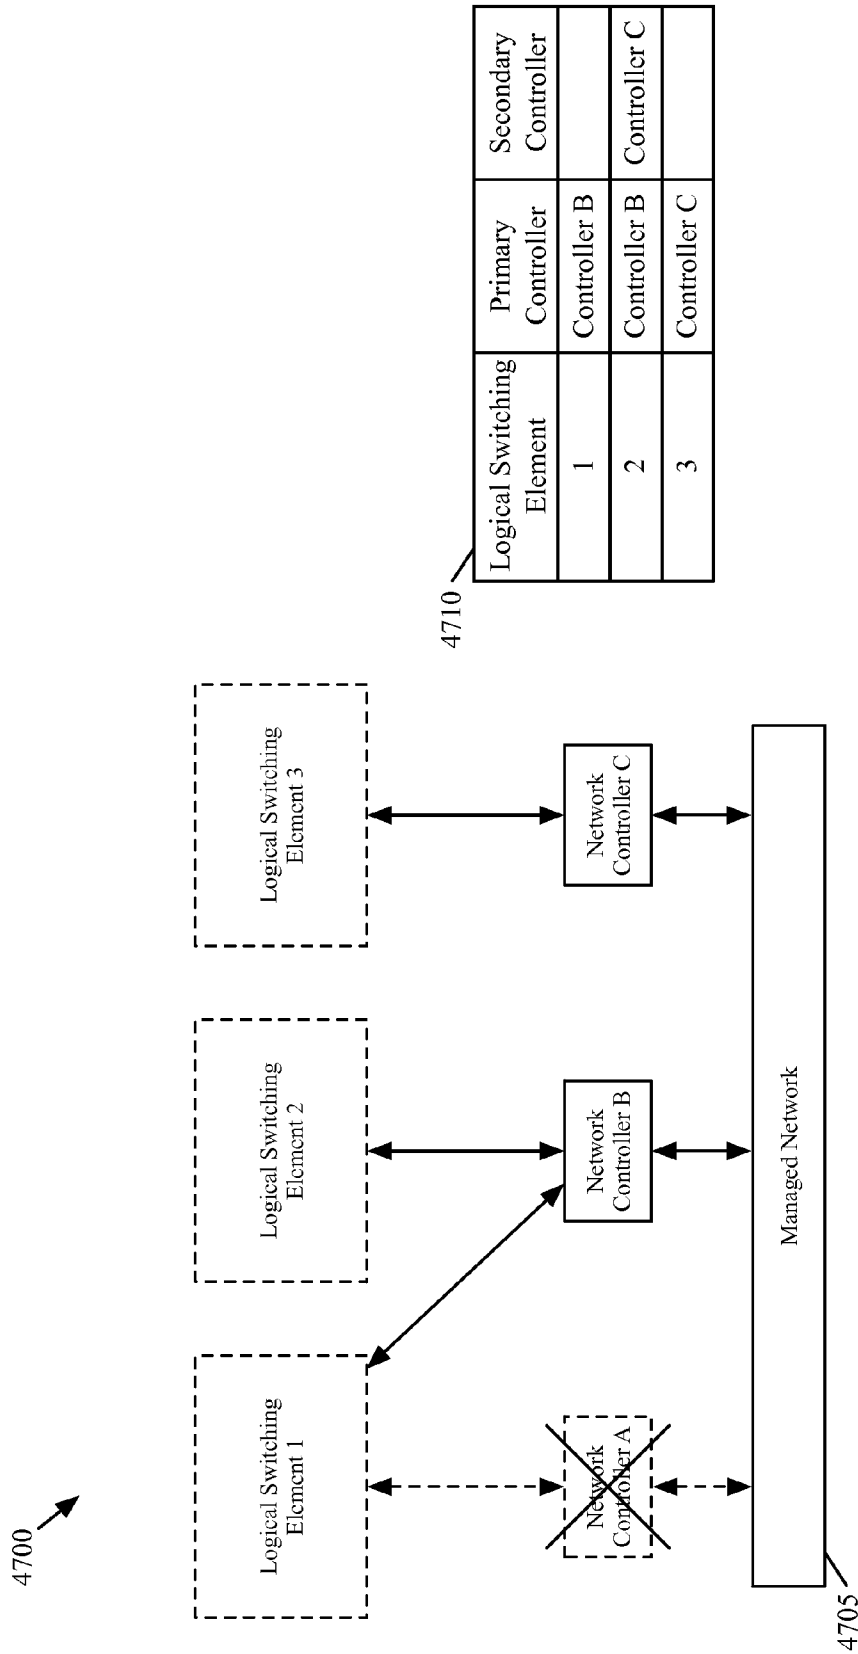 4700
Logical Switching
Element 1
Logical Switching
Element 2
Logical Switching
Element 3
Network
Controller A
Network
Controller B
Network
Controller C
Managed Network
4705
4710
Logical Switching
Element
Primary
Controller
Secondary
Controller
1
Controller B
2
Controller B
Controller C
3
Controller C